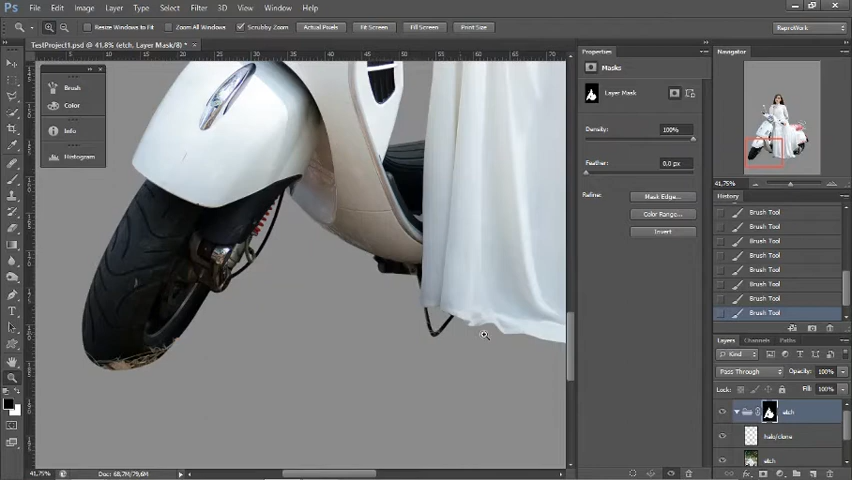 Ps File Edit Image Layer Type Select Filter 3D View Window Help
Resize Windows to Fit Zoom All Windows Scrubby Zoom Actual Pixels Fit Screen Fill Screen Print Size RaproWork
TestProject1.psd @ 41,8% (etch, Layer Mask/8) *
Brush
Color
Info
Histogram
Properties
Masks
Layer Mask
Density: 100%
Feather: 0.0 px
Refine: Mask Edge...
Color Range...
Invert
Navigator
41,75%
History
Brush Tool
Brush Tool
Brush Tool
Brush Tool
Brush Tool
Brush Tool
Brush Tool
Brush Tool
Layers Channels Paths
Kind
Pass Through Opacity: 100%
Lock: Fill: 100%
etch
halo/clone
etch
41,75% Doc: 68,7M/79,6M